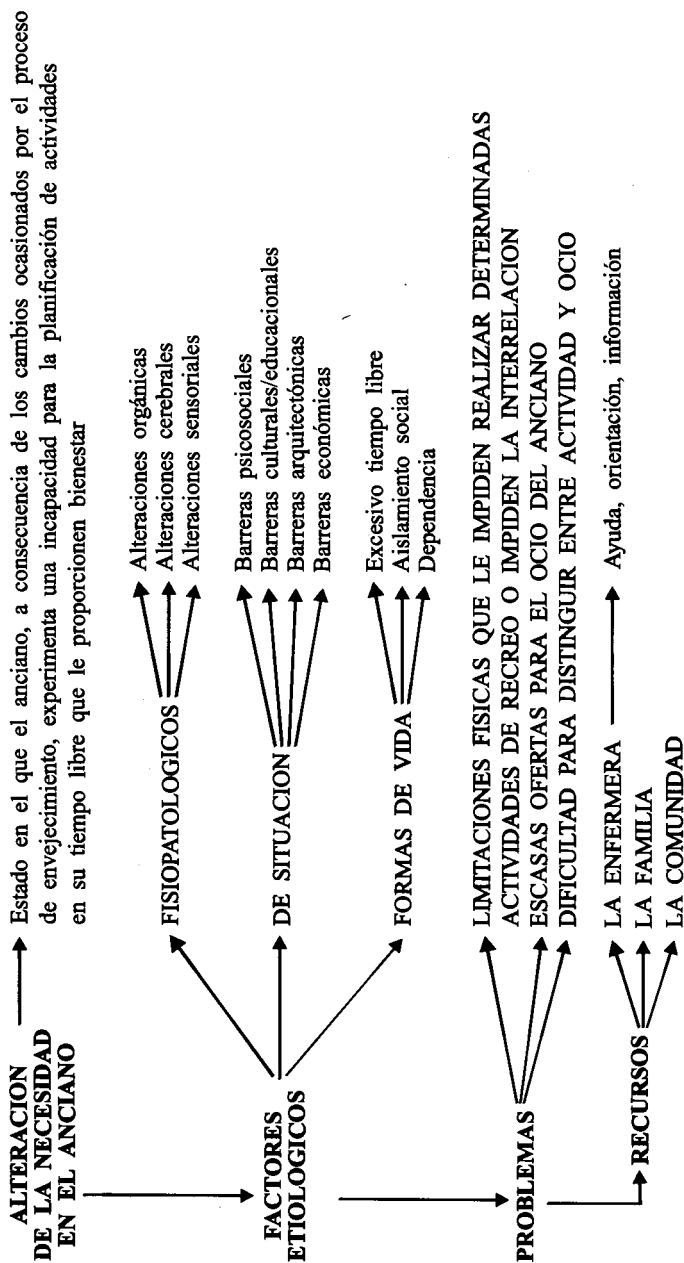 ALTERACION
DE LA NECESIDAD
EN EL ANCIANO
Estado en el que el anciano, a consecuencia de los cambios ocasionados por el proceso
de envejecimiento, experimenta una incapacidad para la planificación de actividades
en su tiempo libre que le proporcionen bienestar
FACTORES
ETIOLOGICOS
FISIOPATOLOGICOS
Alteraciones orgánicas
Alteraciones cerebrales
Alteraciones sensoriales
DE SITUACION
Barreras psicosociales
Barreras culturales/educacionales
Barreras arquitectónicas
Barreras económicas
FORMAS DE VIDA
Excesivo tiempo libre
Aislamiento social
Dependencia
PROBLEMAS
LIMITACIONES FISICAS QUE LE IMPIDEN REALIZAR DETERMINADAS
ACTIVIDADES DE RECREO O IMPIDEN LA INTERRELACION
ESCASAS OFERTAS PARA EL OCIO DEL ANCIANO
DIFICULTAD PARA DISTINGUIR ENTRE ACTIVIDAD Y OCIO
RECURSOS
LA ENFERMERA
Ayuda, orientación, información
LA FAMILIA
LA COMUNIDAD